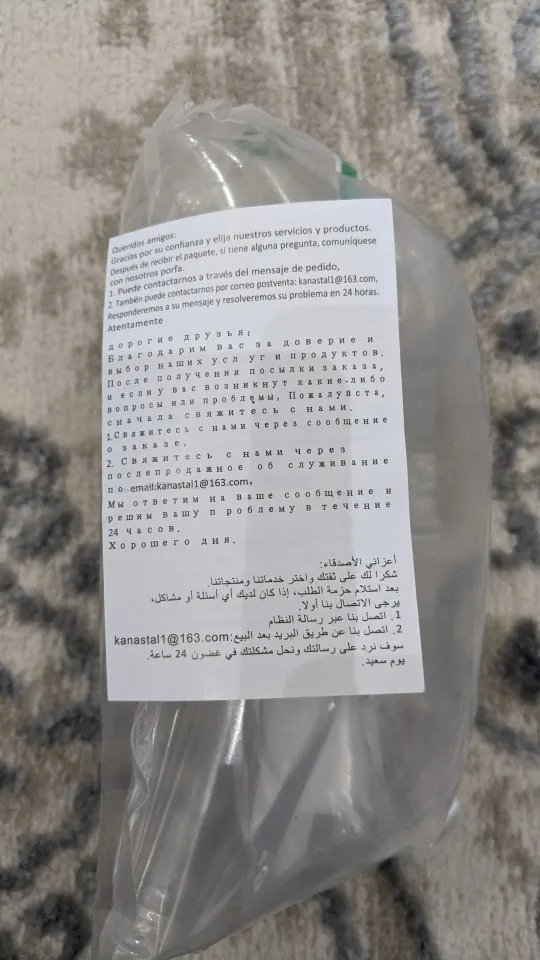 Queridos amigos:
Gracias por su confianza y elija nuestros servicios y productos.
Después de recibir el paquete, si tiene alguna pregunta, comuníquese
con nosotros porfa.
1. Puede contactarnos a través del mensaje de pedido,
2. También puede contactarnos por correo postventa: kanastal1@163.com,
Responderemos a su mensaje y resolveremos su problema en 24 horas.
Atentamente
дорогие друзья:
Благодарим вас за доверие и
выбор наших усл уг и продуктов.
После получения посылки заказа,
и еслиу вас возникнут какие-либо
вопросы или проблемы, Пожалуйста,
сначала свяжитесь с нами.
1.Свяжитесь с нами через сообщение
о заказе.
2. Свяжитесь с нами через
послепродажное об служивание
по email:kanastal1@163.com,
Мы ответим на ваше сообщение и
решим вашу п роблему в течение
24 часов.
Хорошего дня.
أعزائي الأصدقاء:
شكرا لك على ثقتك واختر خدماتنا ومنتجاتنا.
بعد استلام حزمة الطلب، إذا كان لديك أي أسئلة أو مشاكل،
يرجى الاتصال بنا أولا.
1. اتصل بنا عبر رسالة النظام
2. اتصل بنا عن طريق البريد بعد البيع:kanastal1@163.com
سوف نرد على رسالتك ونحل مشكلتك في غضون 24 ساعة.
يوم سعيد.